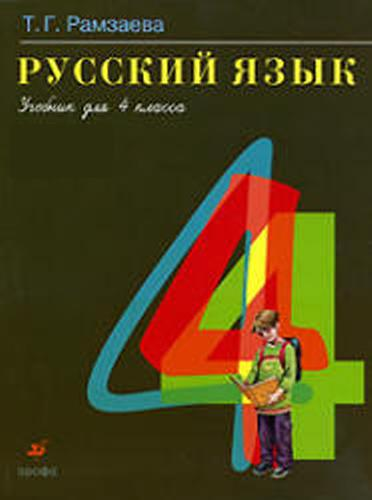 Т. Г. Рамзаева
РУССКИЙ ЯЗЫК
Учебник для 4 класса
4
дрофа